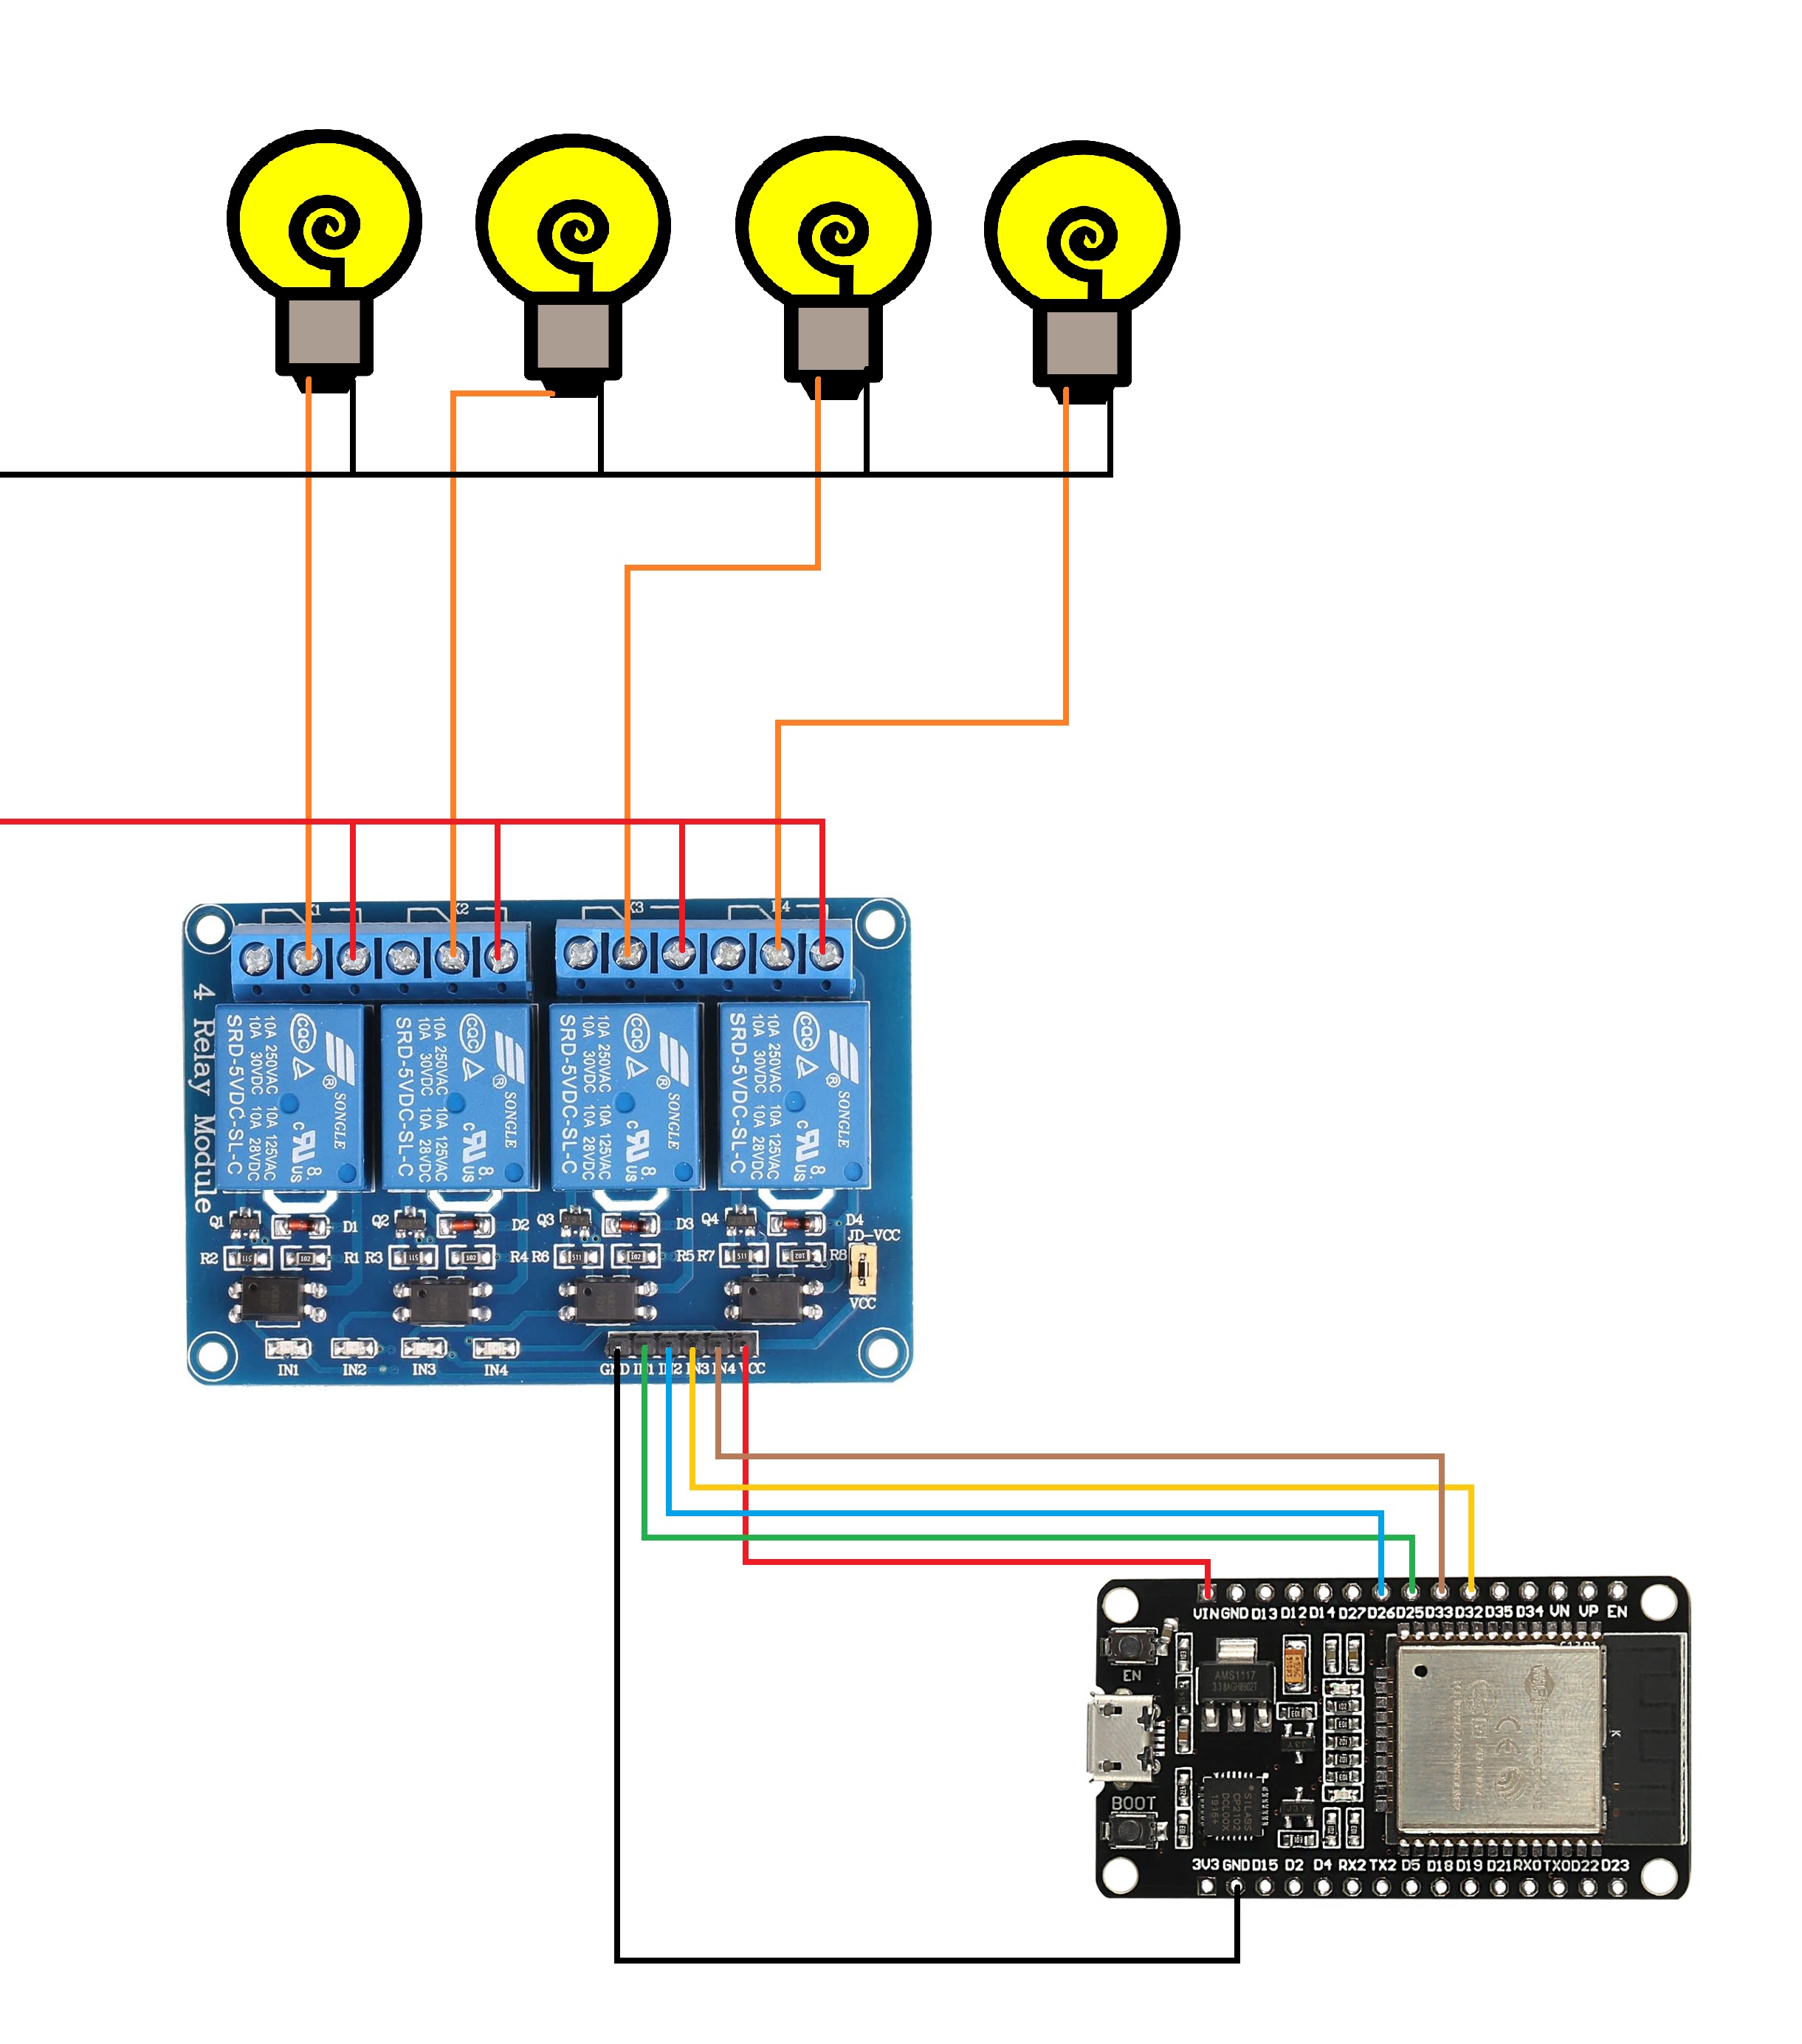 K2
K3
4 Relay Module
SONGLE
10A 250VAC 10A 125VAC
10A 30VDC 10A 28VDC
SRD-5VDC-SL-C
CQC
SONGLE
10A 250VAC 10A 125VAC
10A 30VDC 10A 28VDC
SRD-5VDC-SL-C
CQC
SONGLE
10A 250VAC 10A 125VAC
10A 30VDC 10A 28VDC
SRD-5VDC-SL-C
CQC
SONGLE
10A 250VAC 10A 125VAC
10A 30VDC 10A 28VDC
SRD-5VDC-SL-C
CQC
Q1 D1 Q2 D2 Q3 D3 Q4 D4
JD-VCC
R2 R1 R3 R4 R6 R5 R7 R8
VCC
IN1 IN2 IN3 IN4
GND IN1 IN2 IN3 IN4 VCC
VIN GND D13 D12 D14 D27 D26 D25 D33 D32 D35 D34 VN VP EN
EN
AMS1117
BOOT
SILABS
CP2102
DCL00X
1916+
3V3 GND D15 D2 D4 RX2 TX2 D5 D18 D19 D21 RX0 TX0 D22 D23